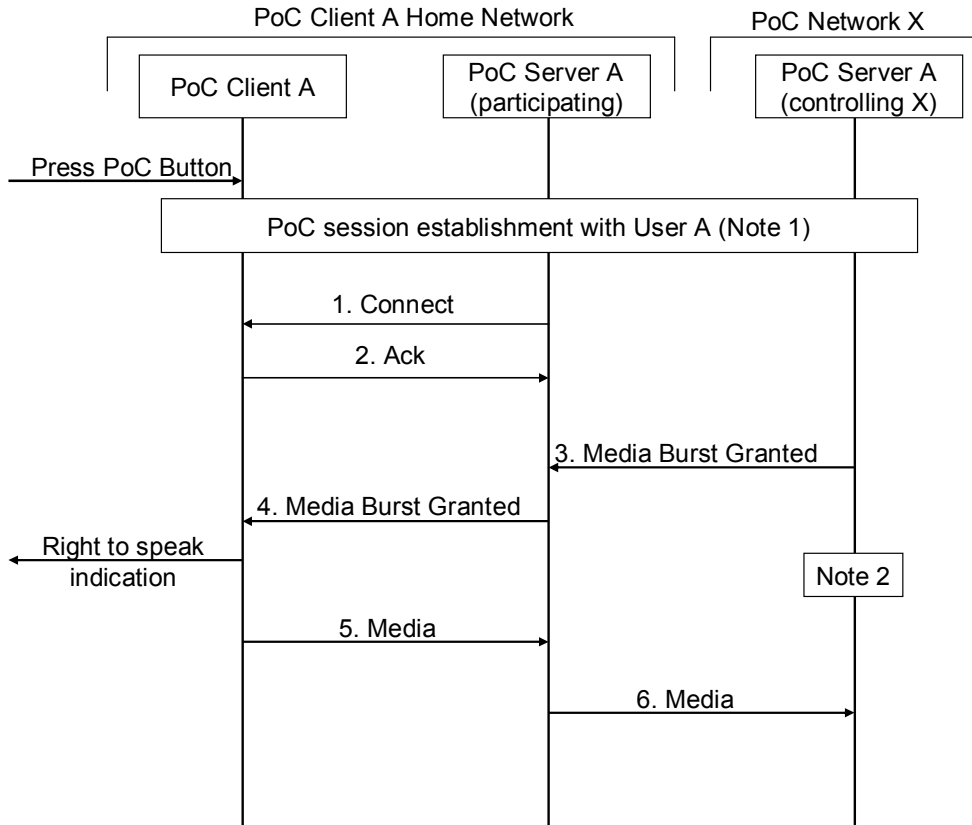 PoC Client A Home Network
PoC Network X
PoC Client A
PoC Server A
(participating)
PoC Server A
(controlling X)
Press PoC Button
PoC session establishment with User A (Note 1)
1. Connect
2. Ack
3. Media Burst Granted
4. Media Burst Granted
Right to speak
indication
Note 2
5. Media
6. Media